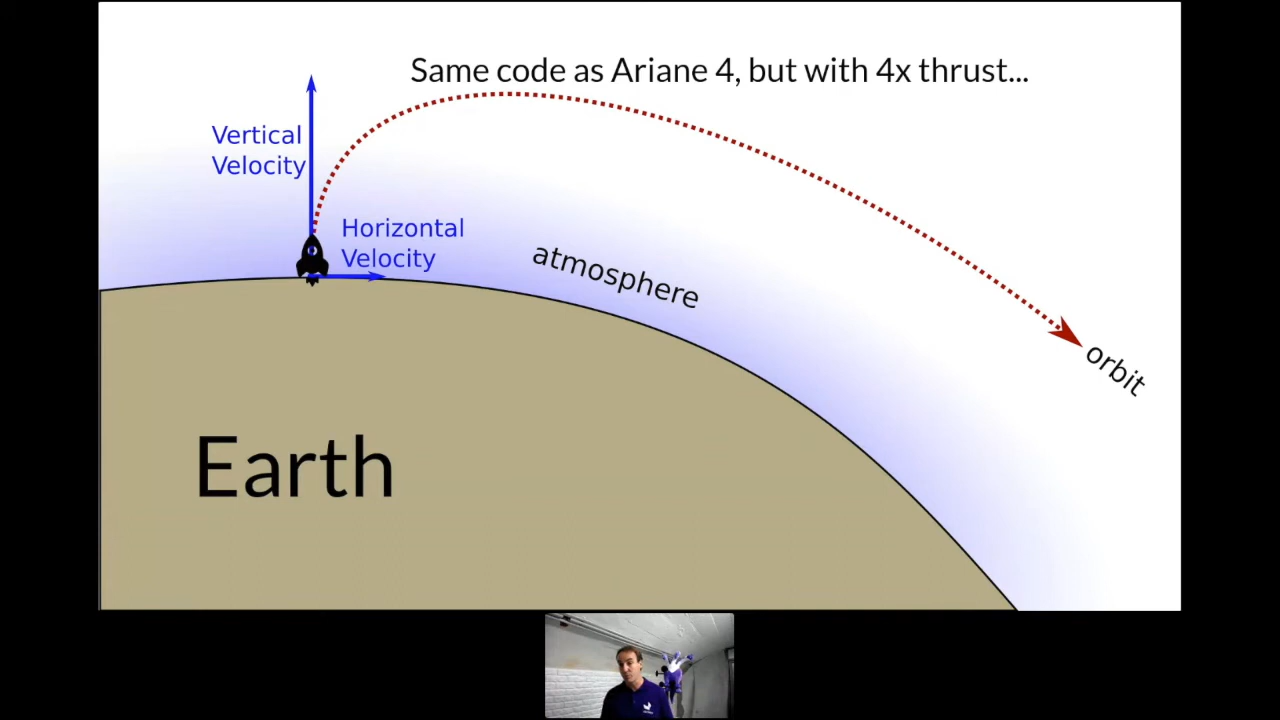 Same code as Ariane 4, but with 4x thrust...
Vertical
Velocity
Horizontal
Velocity
atmosphere
orbit
Earth